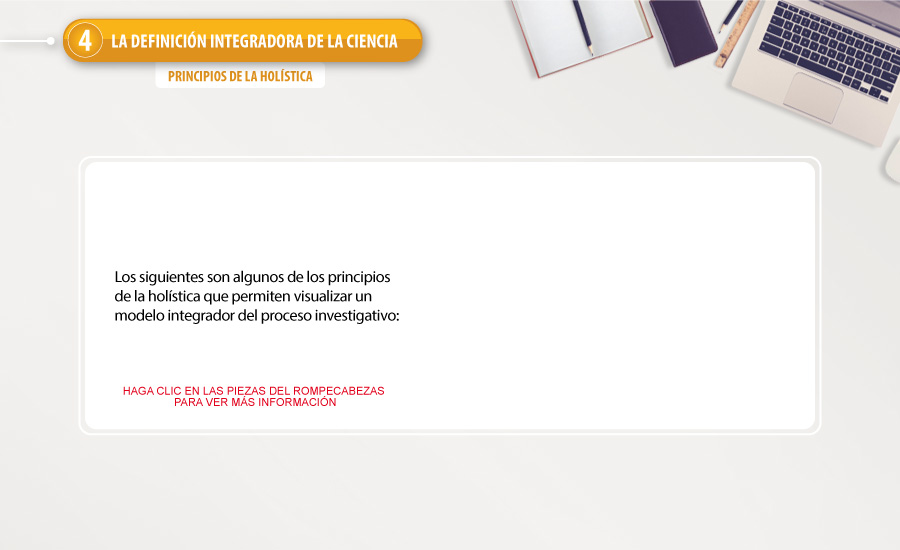 4 LA DEFINICIÓN INTEGRADORA DE LA CIENCIA
PRINCIPIOS DE LA HOLÍSTICA
Los siguientes son algunos de los principios
de la holística que permiten visualizar un
modelo integrador del proceso investigativo:
HAGA CLIC EN LAS PIEZAS DEL ROMPECABEZAS
PARA VER MÁS INFORMACIÓN